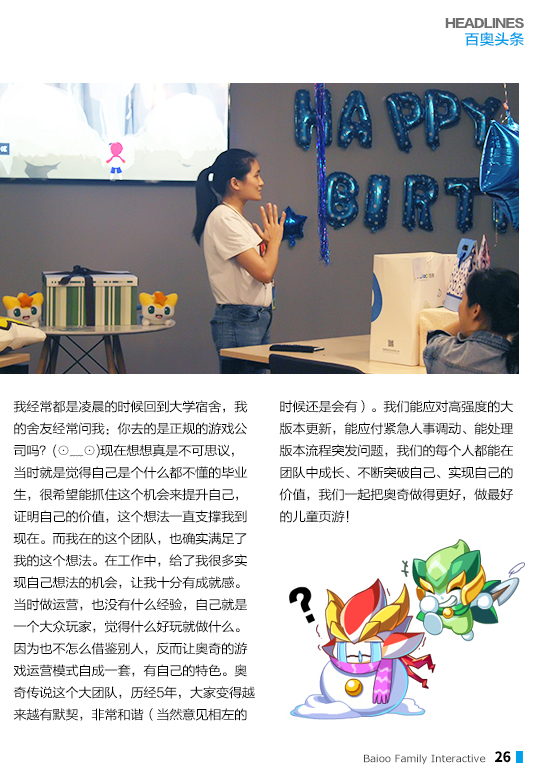 HEADLINES
百奥头条
HAPPY
BIRTH
我经常都是凌晨的时候回到大学宿舍，我
的舍友经常问我：你去的是正规的游戏公
司吗？(⊙__⊙)现在想想真是不可思议，
当时就是觉得自己是个什么都不懂的毕业
生，很希望能抓住这个机会来提升自己，
证明自己的价值，这个想法一直支撑我到
现在。而我在的这个团队，也确实满足了
我的这个想法。在工作中，给了我很多实
现自己想法的机会，让我十分有成就感。
当时做运营，也没有什么经验，自己就是
一个大众玩家，觉得什么好玩就做什么。
因为也不怎么借鉴别人，反而让奥奇的游
戏运营模式自成一套，有自己的特色。奥
奇传说这个大团队，历经5年，大家变得越
来越有默契，非常和谐（当然意见相左的
时候还是会有）。我们能应对高强度的大
版本更新，能应付紧急人事调动、能处理
版本流程突发问题，我们的每个人都能在
团队中成长、不断突破自己、实现自己的
价值，我们一起把奥奇做得更好，做最好
的儿童页游！
?
Baioo Family Interactive 26